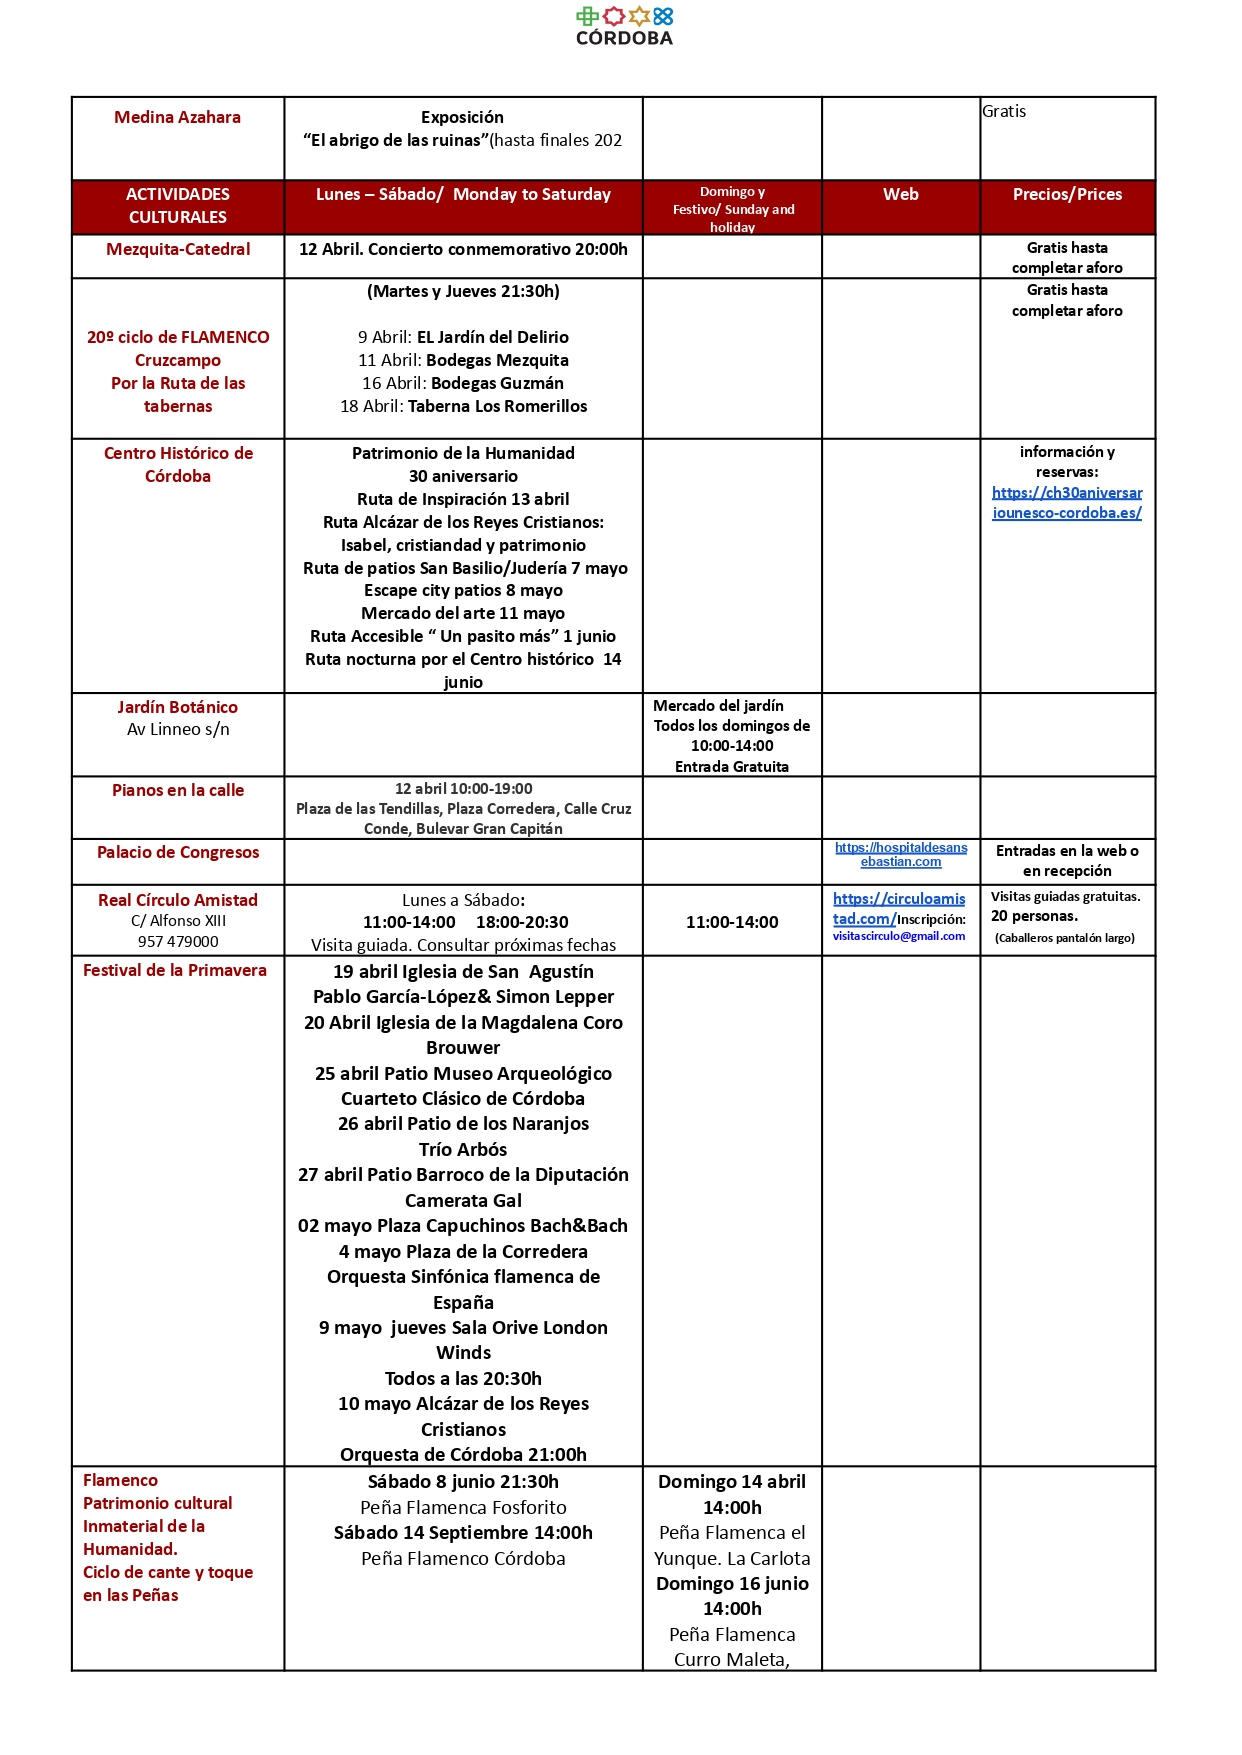 CÓRDOBA
Medina Azahara
Exposición
“El abrigo de las ruinas”(hasta finales 202
Gratis
ACTIVIDADES
CULTURALES
Lunes – Sábado/ Monday to Saturday
Domingo y
Festivo/ Sunday and
holiday
Web
Precios/Prices
Mezquita-Catedral
12 Abril. Concierto conmemorativo 20:00h
Gratis hasta
completar aforo
20º ciclo de FLAMENCO
Cruzcampo
Por la Ruta de las
tabernas
(Martes y Jueves 21:30h)
9 Abril: EL Jardín del Delirio
11 Abril: Bodegas Mezquita
16 Abril: Bodegas Guzmán
18 Abril: Taberna Los Romerillos
Gratis hasta
completar aforo
Centro Histórico de
Córdoba
Patrimonio de la Humanidad
30 aniversario
Ruta de Inspiración 13 abril
Ruta Alcázar de los Reyes Cristianos:
Isabel, cristiandad y patrimonio
Ruta de patios San Basilio/Judería 7 mayo
Escape city patios 8 mayo
Mercado del arte 11 mayo
Ruta Accesible “ Un pasito más” 1 junio
Ruta nocturna por el Centro histórico 14
junio
información y
reservas:
https://ch30aniversar
iounesco-cordoba.es/
Jardín Botánico
Av Linneo s/n
Mercado del jardín
Todos los domingos de
10:00-14:00
Entrada Gratuita
Pianos en la calle
12 abril 10:00-19:00
Plaza de las Tendillas, Plaza Corredera, Calle Cruz
Conde, Bulevar Gran Capitán
Palacio de Congresos
https://hospitaldesans
ebastian.com
Entradas en la web o
en recepción
Real Círculo Amistad
C/ Alfonso XIII
957 479000
Lunes a Sábado:
11:00-14:00 18:00-20:30
Visita guiada. Consultar próximas fechas
11:00-14:00
https://circuloamis
tad.com/Inscripción:
visitascirculo@gmail.com
Visitas guiadas gratuitas.
20 personas.
(Caballeros pantalón largo)
Festival de la Primavera
19 abril Iglesia de San Agustín
Pablo García-López& Simon Lepper
20 Abril Iglesia de la Magdalena Coro
Brouwer
25 abril Patio Museo Arqueológico
Cuarteto Clásico de Córdoba
26 abril Patio de los Naranjos
Trío Arbós
27 abril Patio Barroco de la Diputación
Camerata Gal
02 mayo Plaza Capuchinos Bach&Bach
4 mayo Plaza de la Corredera
Orquesta Sinfónica flamenca de
España
9 mayo jueves Sala Orive London
Winds
Todos a las 20:30h
10 mayo Alcázar de los Reyes
Cristianos
Orquesta de Córdoba 21:00h
Flamenco
Patrimonio cultural
Inmaterial de la
Humanidad.
Ciclo de cante y toque
en las Peñas
Sábado 8 junio 21:30h
Peña Flamenca Fosforito
Sábado 14 Septiembre 14:00h
Peña Flamenco Córdoba
Domingo 14 abril
14:00h
Peña Flamenca el
Yunque. La Carlota
Domingo 16 junio
14:00h
Peña Flamenca
Curro Maleta,